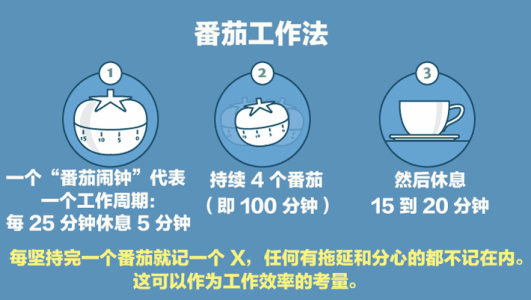 番茄工作法
1
一个“番茄闹钟”代表
一个工作周期:
每 25 分钟休息 5 分钟
2
持续 4 个番茄
（即 100 分钟）
3
然后休息
15 到 20 分钟
每坚持完一个番茄就记一个 X，任何有拖延和分心的都不记在内。
这可以作为工作效率的考量。